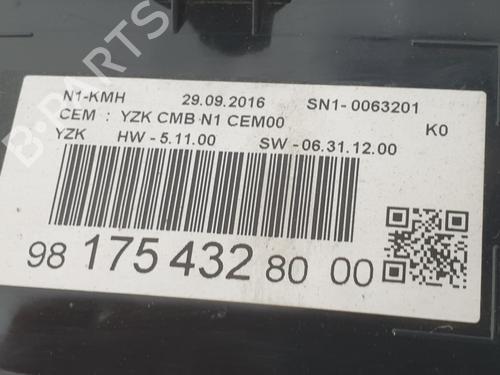 N1-KMH 29.09.2016 SN1- 0063201
CEM : YZK CMB N1 CEM00 K0
YZK HW - 5.11.00 SW - 06.31.12.00
98 175 432 80 00
B-PARTS